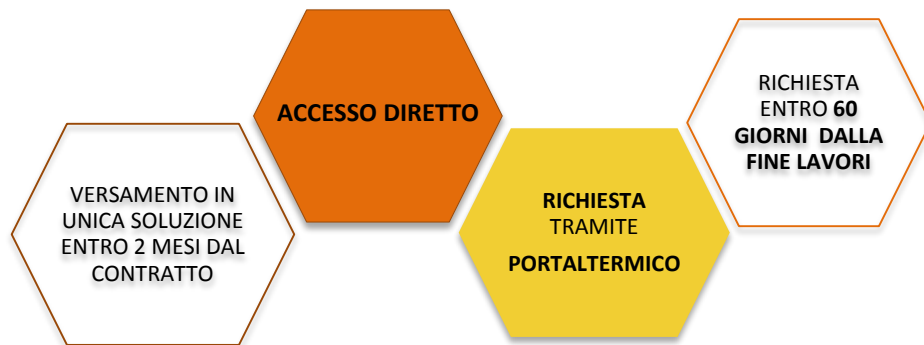 VERSAMENTO IN
UNICA SOLUZIONE
ENTRO 2 MESI DAL
CONTRATTO
ACCESSO DIRETTO
RICHIESTA
TRAMITE
PORTALTERMICO
RICHIESTA
ENTRO 60
GIORNI DALLA
FINE LAVORI